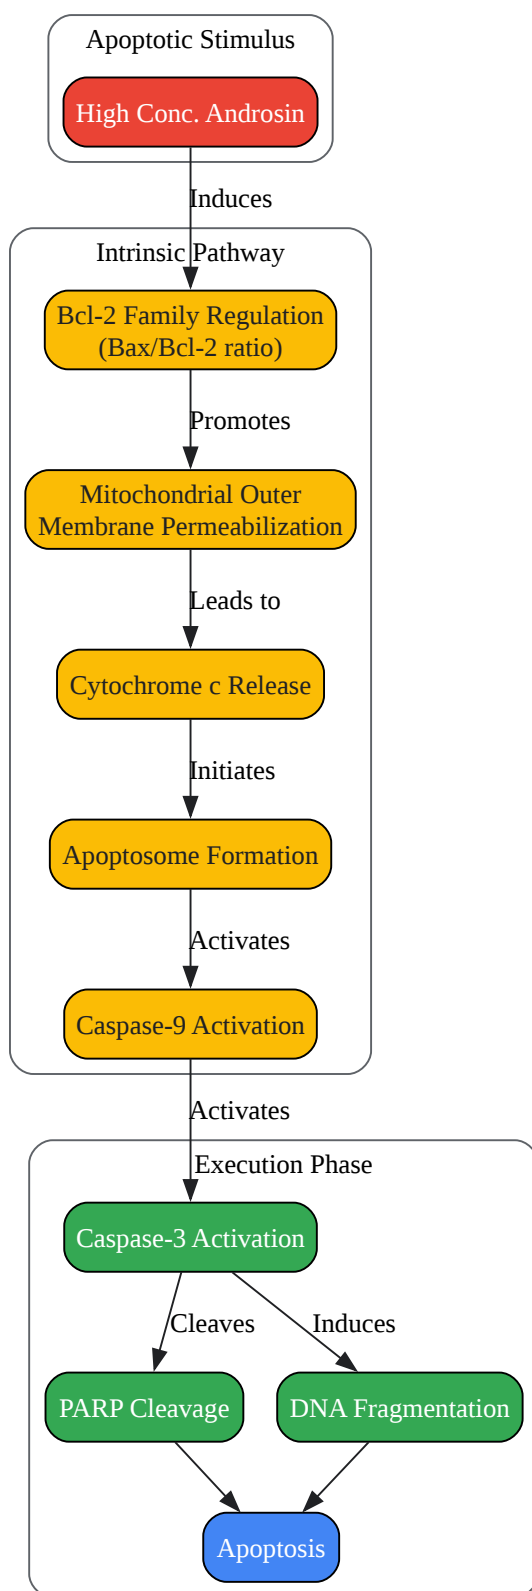 Apoptotic Stimulus
High Conc. Androsin
Induces
Intrinsic Pathway
Bcl-2 Family Regulation
(Bax/Bcl-2 ratio)
Promotes
Mitochondrial Outer
Membrane Permeabilization
Leads to
Cytochrome c Release
Initiates
Apoptosome Formation
Activates
Caspase-9 Activation
Activates
Execution Phase
Caspase-3 Activation
Cleaves
Induces
PARP Cleavage
DNA Fragmentation
Apoptosis